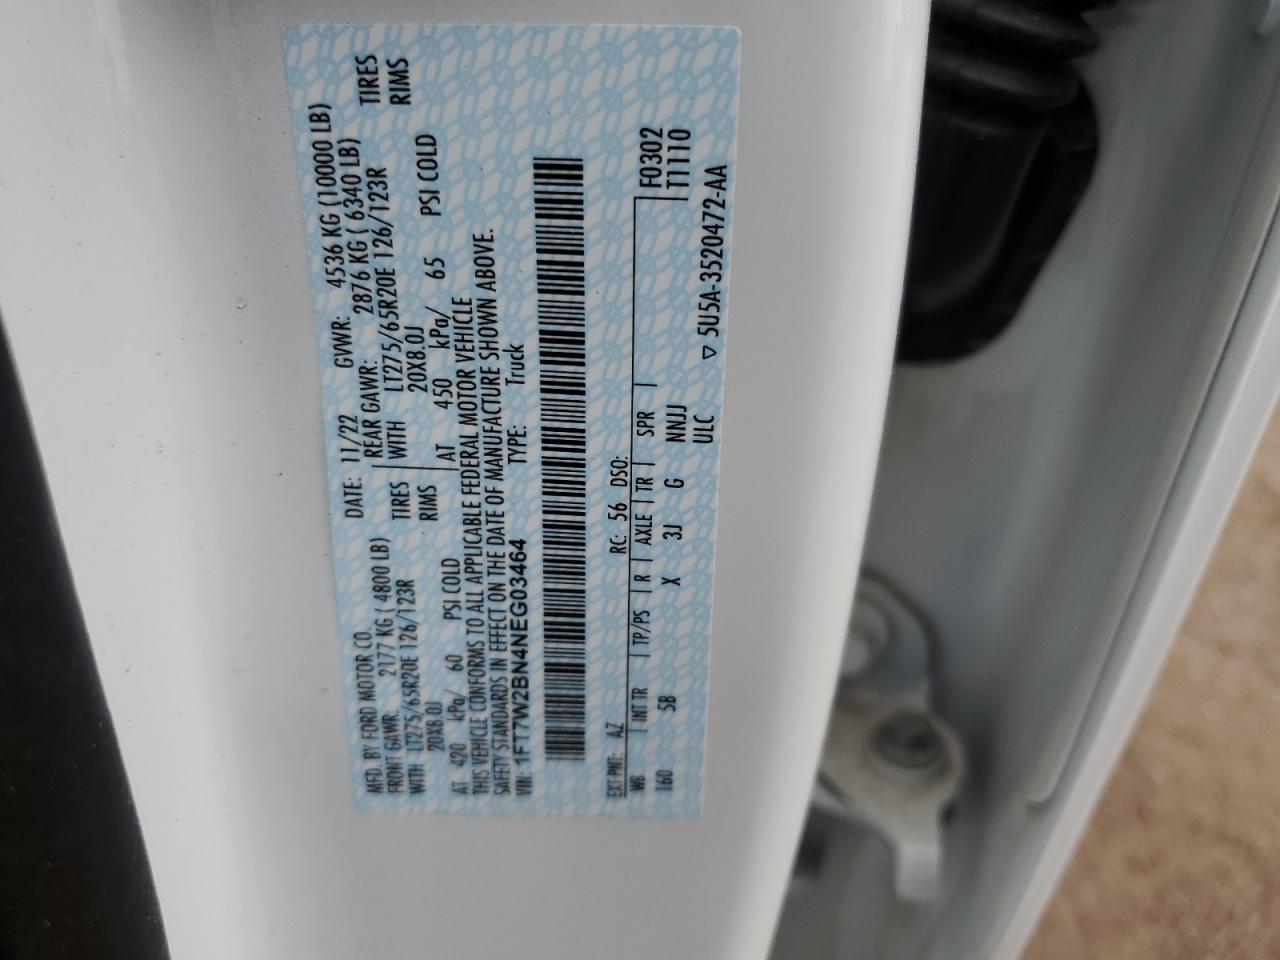 MFD. BY FORD MOTOR CO. DATE: 11/22 GVWR: 4536 KG (10000 LB)
FRONT GAWR: 2177 KG ( 4800 LB) REAR GAWR: 2876 KG ( 6340 LB)
WITH LT275/65R20E 126/123R TIRES WITH LT275/65R20E 126/123R TIRES
20X8.0J RIMS 20X8.0J RIMS
AT 420 kPa/ 60 PSI COLD AT 450 kPa/ 65 PSI COLD
THIS VEHICLE CONFORMS TO ALL APPLICABLE FEDERAL MOTOR VEHICLE
SAFETY STANDARDS IN EFFECT ON THE DATE OF MANUFACTURE SHOWN ABOVE.
VIN: 1FT7W2BN4NEG03464 TYPE: Truck
EXT PNT: AZ RC: 56 DSO:
WB | INT TR | TP/PS | R | AXLE | TR | SPR | F0302
160 5B X 3J G NNJJ T1110
ULC ▽ 5U5A-3520472-AA